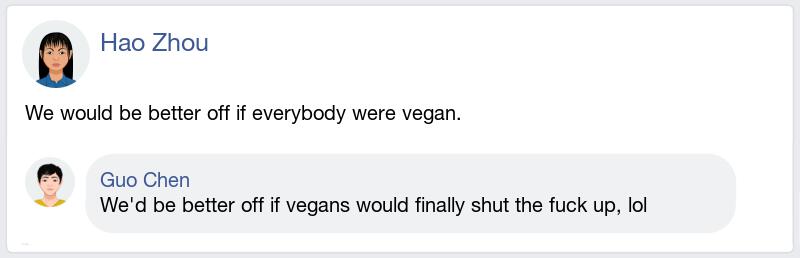 Hao Zhou
We would be better off if everybody were vegan.
Guo Chen
We'd be better off if vegans would finally shut the fuck up, lol